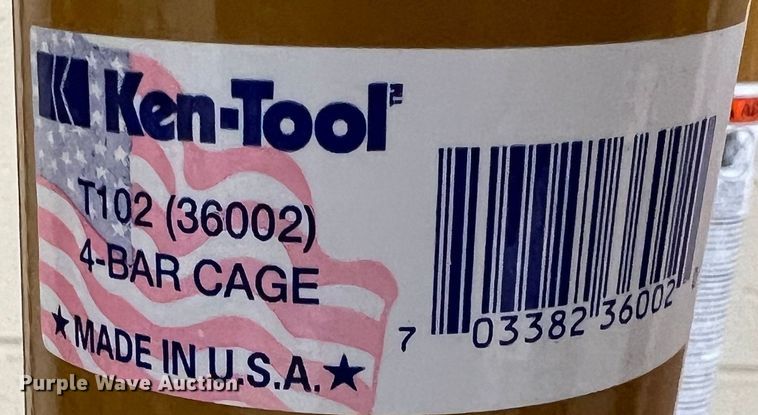 Ken-Tool
T102 (36002)
4-BAR CAGE
★MADE IN U.S.A.★
7 03382 36002
Purple Wave Auction